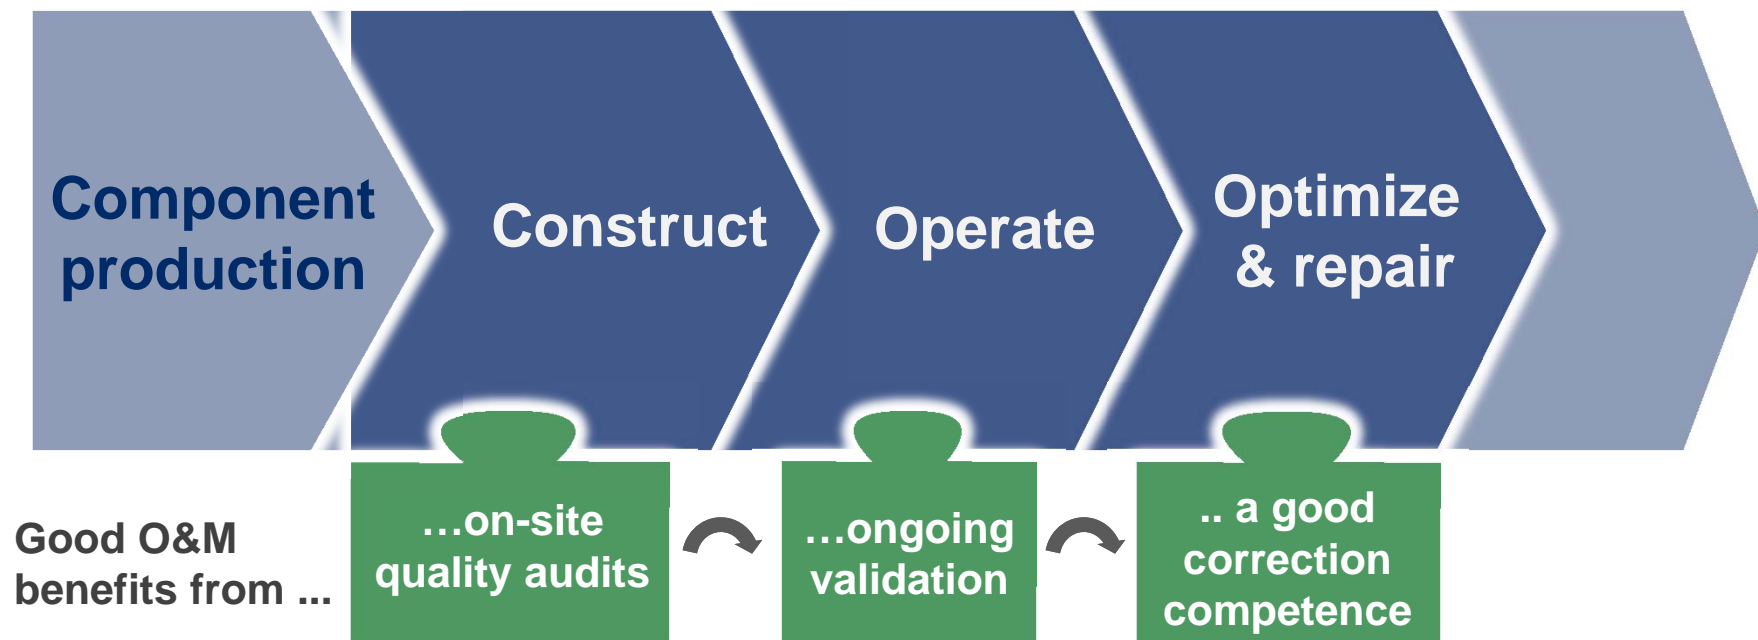 Component
production
Construct
Operate
Optimize
& repair
Good O&M
benefits from ...
…on-site
quality audits
…ongoing
validation
.. a good
correction
competence